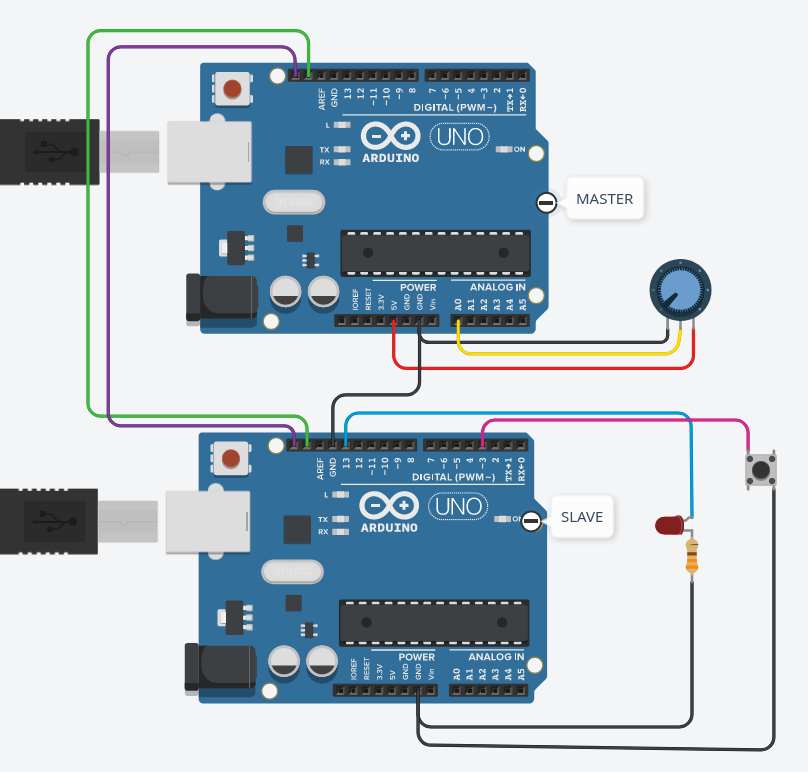 AREF
GND
13
12
~11
~10
~9
8
7
~6
~5
4
~3
2
TX→1
RX←0
DIGITAL (PWM~)
L
TX
RX
ARDUINO
UNO
ON
MASTER
POWER
ANALOG IN
IOREF
RESET
3.3V
5V
GND
GND
Vin
A0
A1
A2
A3
A4
A5
AREF
GND
13
12
~11
~10
~9
8
7
~6
~5
4
~3
2
TX→1
RX←0
DIGITAL (PWM~)
L
TX
RX
ARDUINO
UNO
SLAVE
POWER
ANALOG IN
IOREF
RESET
3.3V
5V
GND
GND
Vin
A0
A1
A2
A3
A4
A5